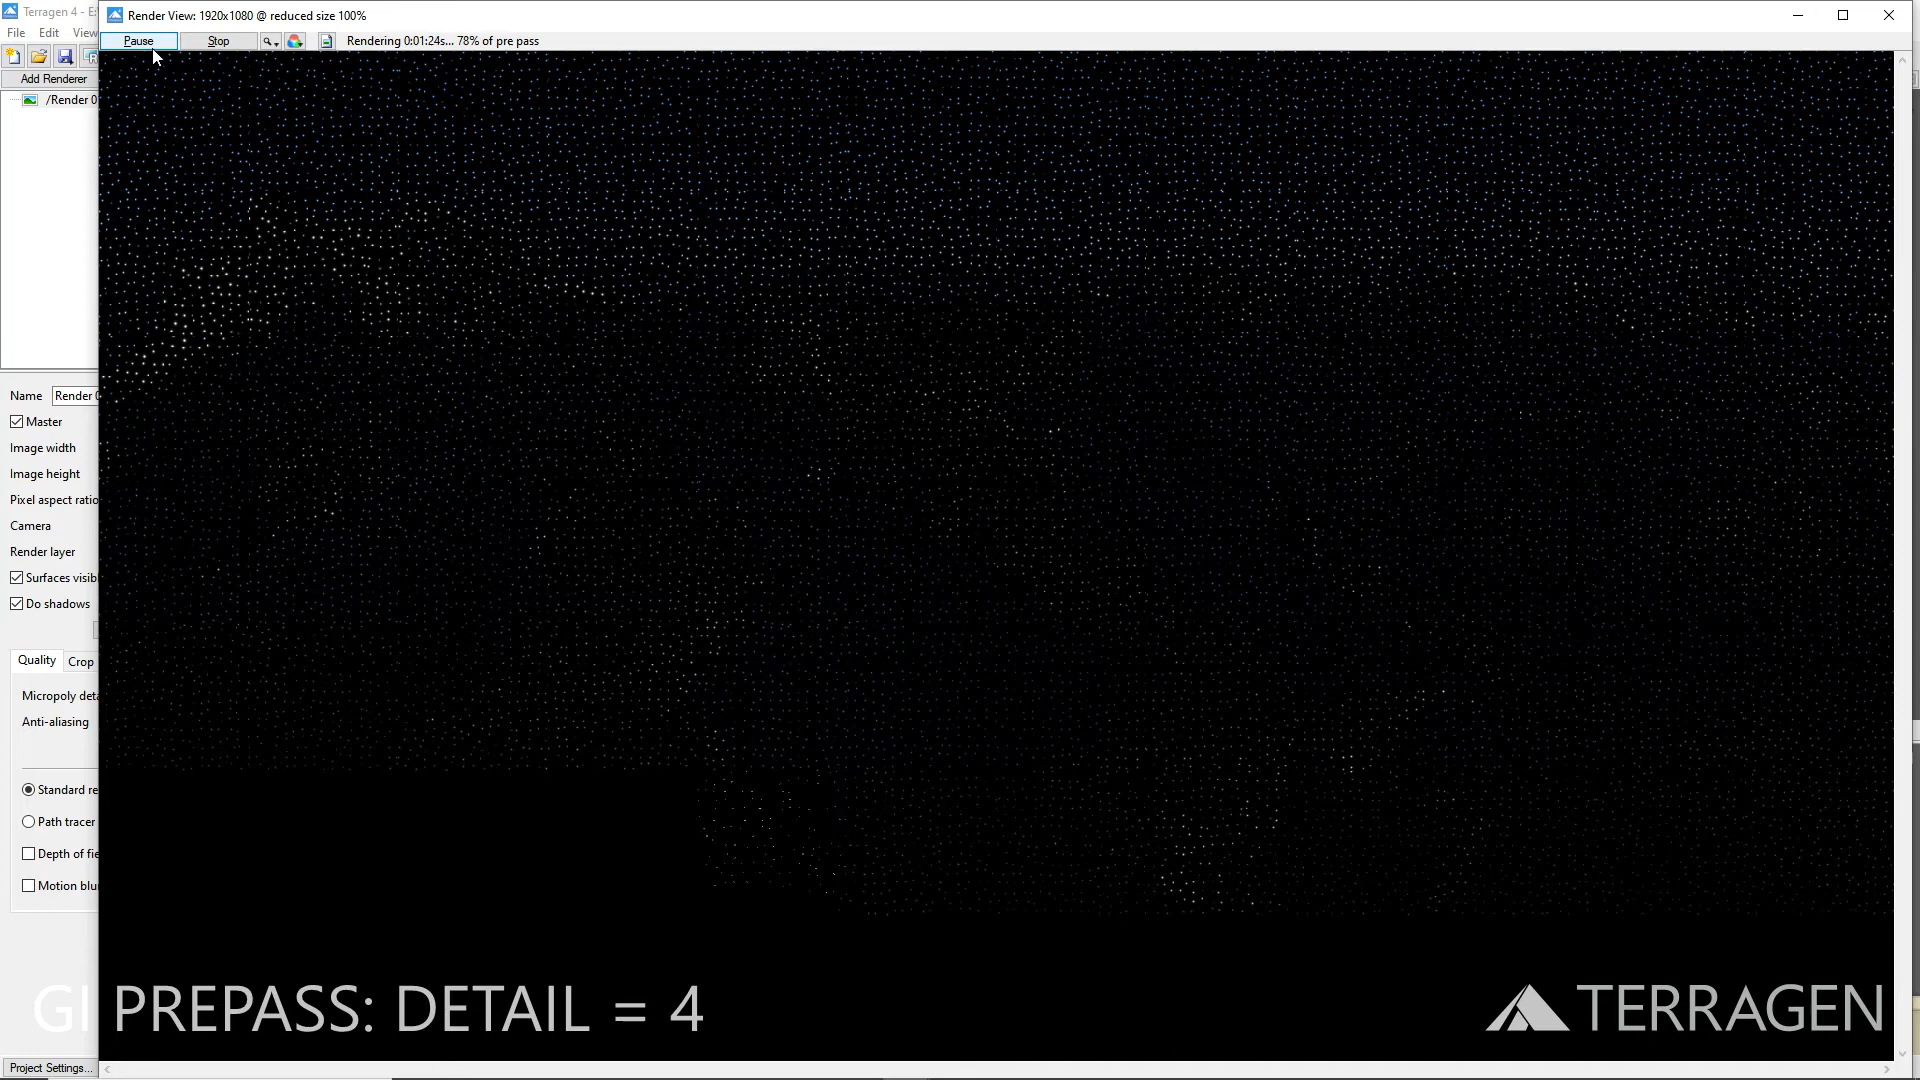 Terragen 4 - E
Render View: 1920x1080 @ reduced size 100%
File Edit View
Pause Stop Rendering 0:01:24s... 78% of pre pass
Add Renderer
/Render 0
Name Render 0
Master
Image width
Image height
Pixel aspect ratio
Camera
Render layer
Surfaces visib
Do shadows
Quality Crop
Micropoly deta
Anti-aliasing
Standard re
Path tracer
Depth of fie
Motion blu
GI PREPASS: DETAIL = 4
TERRAGEN
Project Settings...